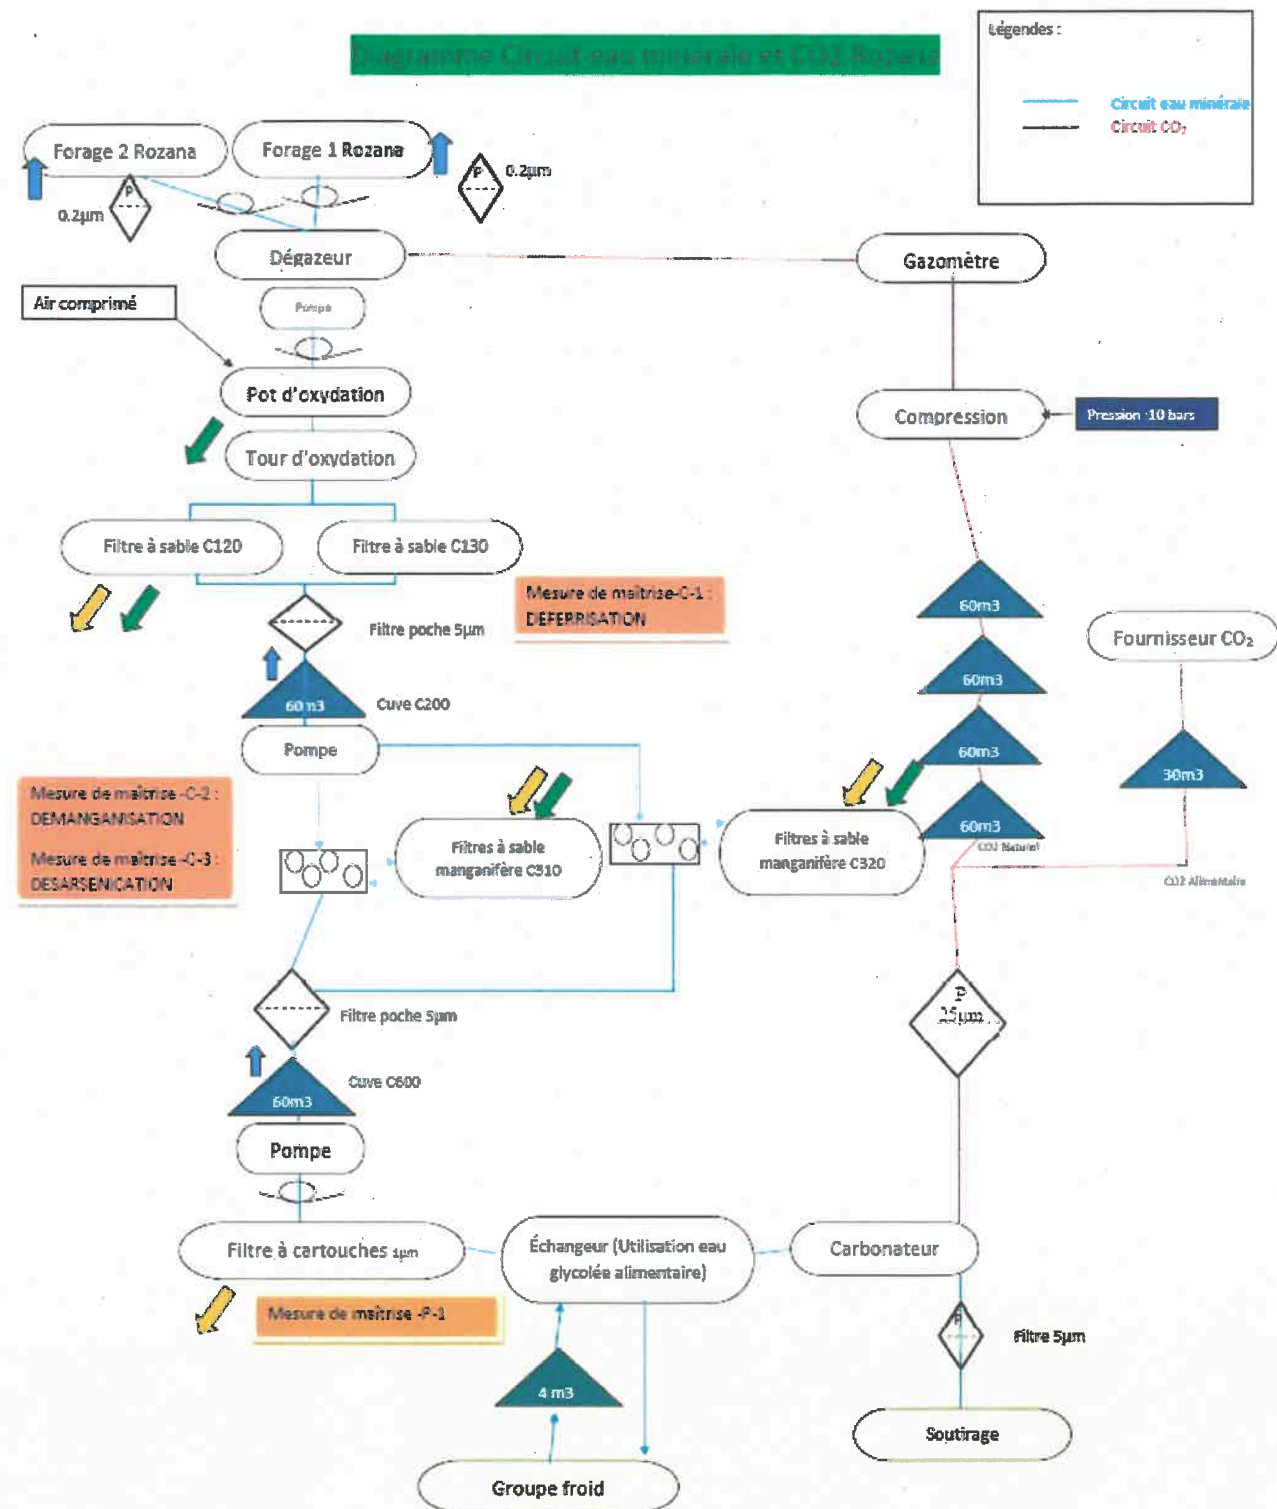 Diagramme Circuit eau minérale et CO2 Rozana
Légendes :
Circuit eau minérale
Circuit CO₂
Forage 2 Rozana
Forage 1 Rozana
P
0.2µm
P
0.2µm
Dégazeur
Gazomètre
Air comprimé
Pompe
Pot d'oxydation
Compression
Pression :10 bars
Tour d'oxydation
Filtre à sable C120
Filtre à sable C130
Mesure de maîtrise-C-1 :
DEFERRISATION
Filtre poche 5µm
60m3
Fournisseur CO₂
60m3
60m3
Cuve C200
Pompe
60m3
30m3
Mesure de maîtrise -C-2 :
DEMANGANISATION
Mesure de maîtrise -C-3 :
DESARSENICATION
Filtres à sable
manganifère C310
Filtres à sable
manganifère C320
60m3
CO2 Naturel
CO2 Alimentaire
Filtre poche 5µm
P
25µm
60m3
Cuve C600
Pompe
Filtre à cartouches 1µm
Échangeur (Utilisation eau
glycolée alimentaire)
Carbonateur
Mesure de maîtrise -P-1
P
Filtre 5µm
4 m3
Soutirage
Groupe froid